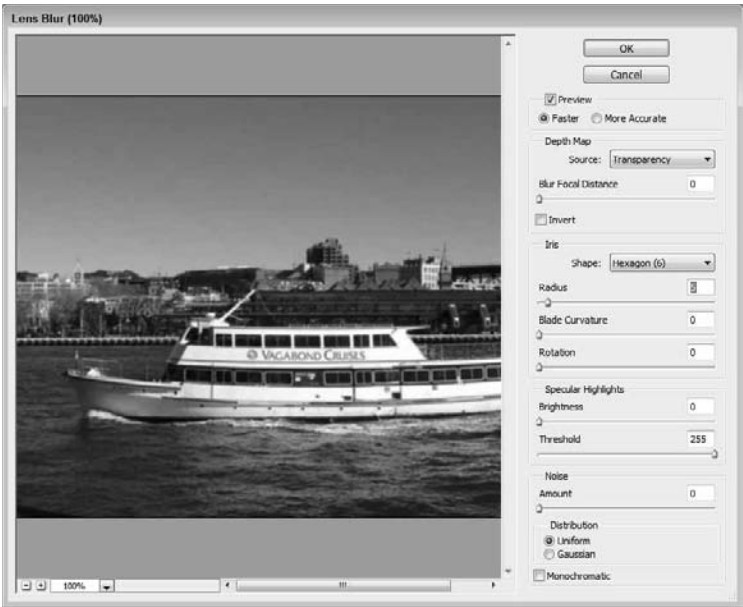 Lens Blur (100%)
OK
Cancel
Preview
Faster
More Accurate
Depth Map
Source: Transparency
Blur Focal Distance 0
Invert
Iris
Shape: Hexagon (6)
Radius
Blade Curvature 0
Rotation 0
Specular Highlights
Brightness 0
Threshold 255
Noise
Amount 0
Distribution
Uniform
Gaussian
Monochromatic
VAGABOND CRUISES
100%